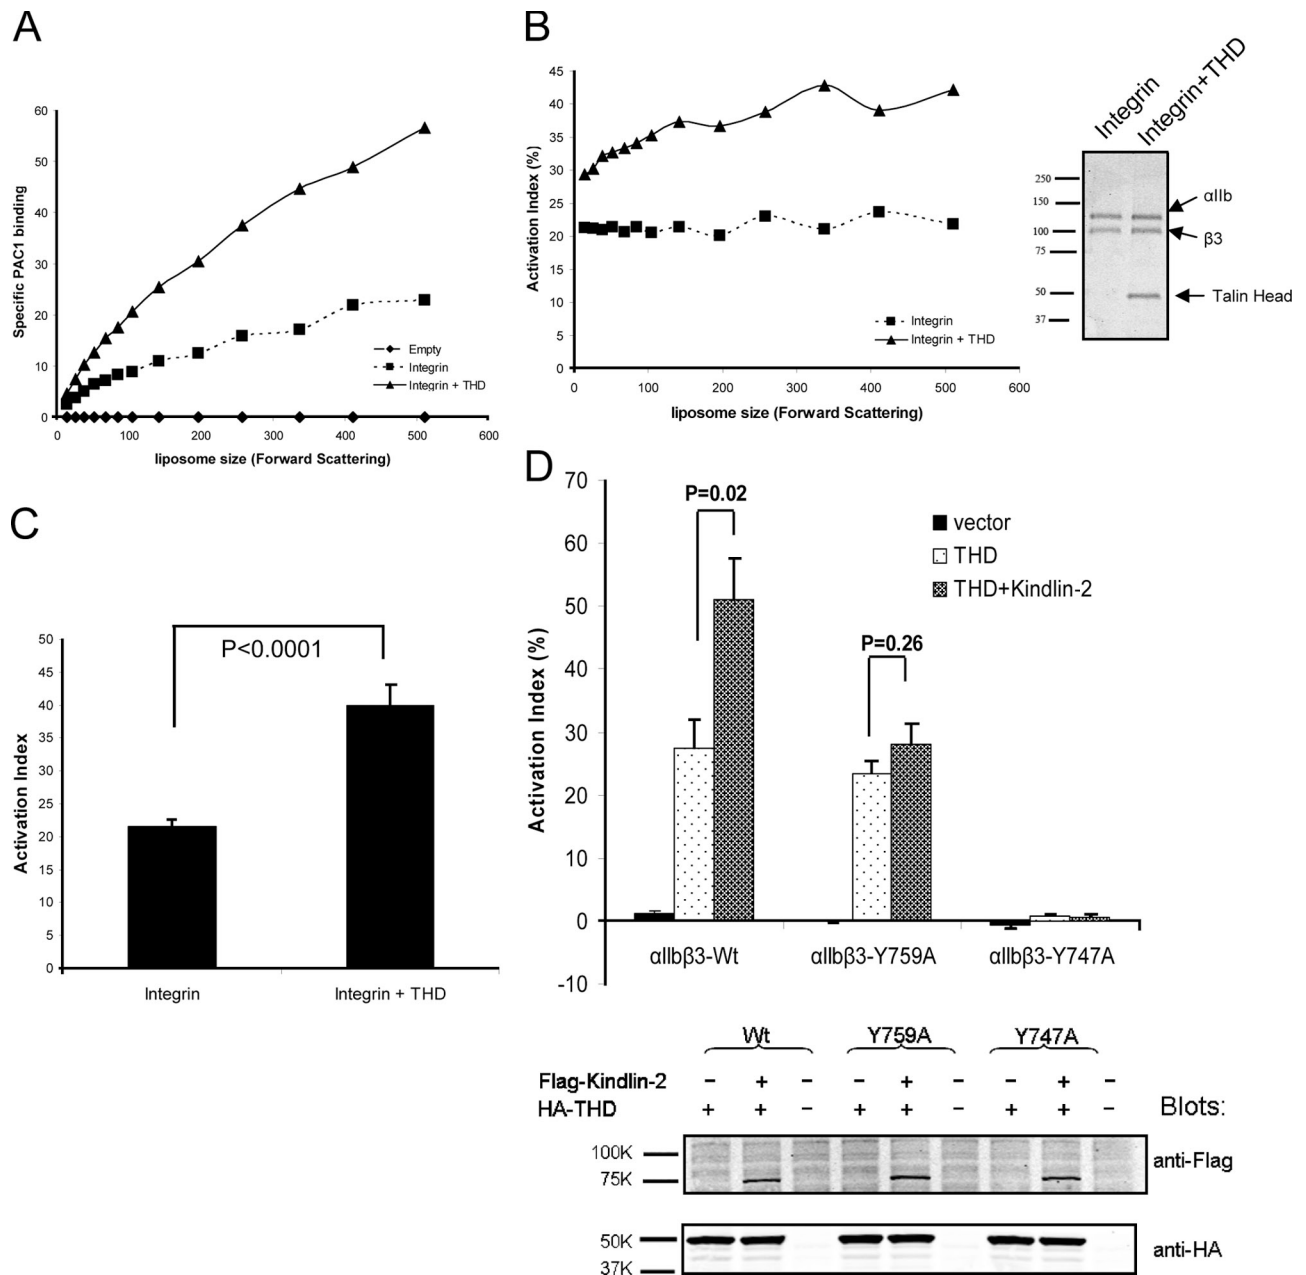 A
60
50
40
30
20
10
0
Specific PAC1 binding
Empty
Integrin
Integrin + THD
0 100 200 300 400 500 600
liposome size (Forward Scattering)
B
45
40
35
30
25
20
15
10
5
0
Activation Index (%)
Integrin
Integrin + THD
0 100 200 300 400 500 600
liposome size (Forward Scattering)
Integrin
Integrin+THD
250
150
100
75
50
37
αIIb
β3
Talin Head
C
50
45
40
35
30
25
20
15
10
5
0
Activation Index
P<0.0001
Integrin
Integrin + THD
D
70
60
50
40
30
20
10
0
-10
Activation Index (%)
P=0.02
P=0.26
vector
THD
THD+Kindlin-2
αIIbβ3-Wt
αIIbβ3-Y759A
αIIbβ3-Y747A
Wt Y759A Y747A
Flag-Kindlin-2 − + − − + − − + −
HA-THD + + − + + − + + −
Blots:
100K
75K
anti-Flag
50K
37K
anti-HA